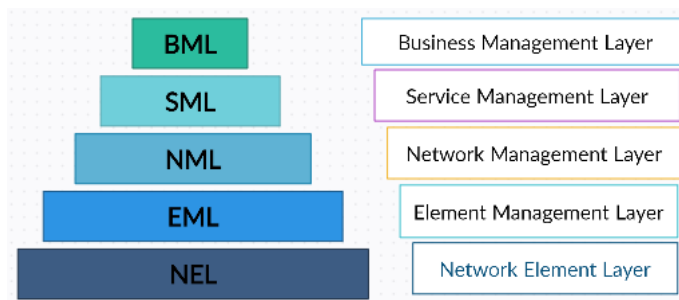 BML Business Management Layer
SML Service Management Layer
NML Network Management Layer
EML Element Management Layer
NEL Network Element Layer